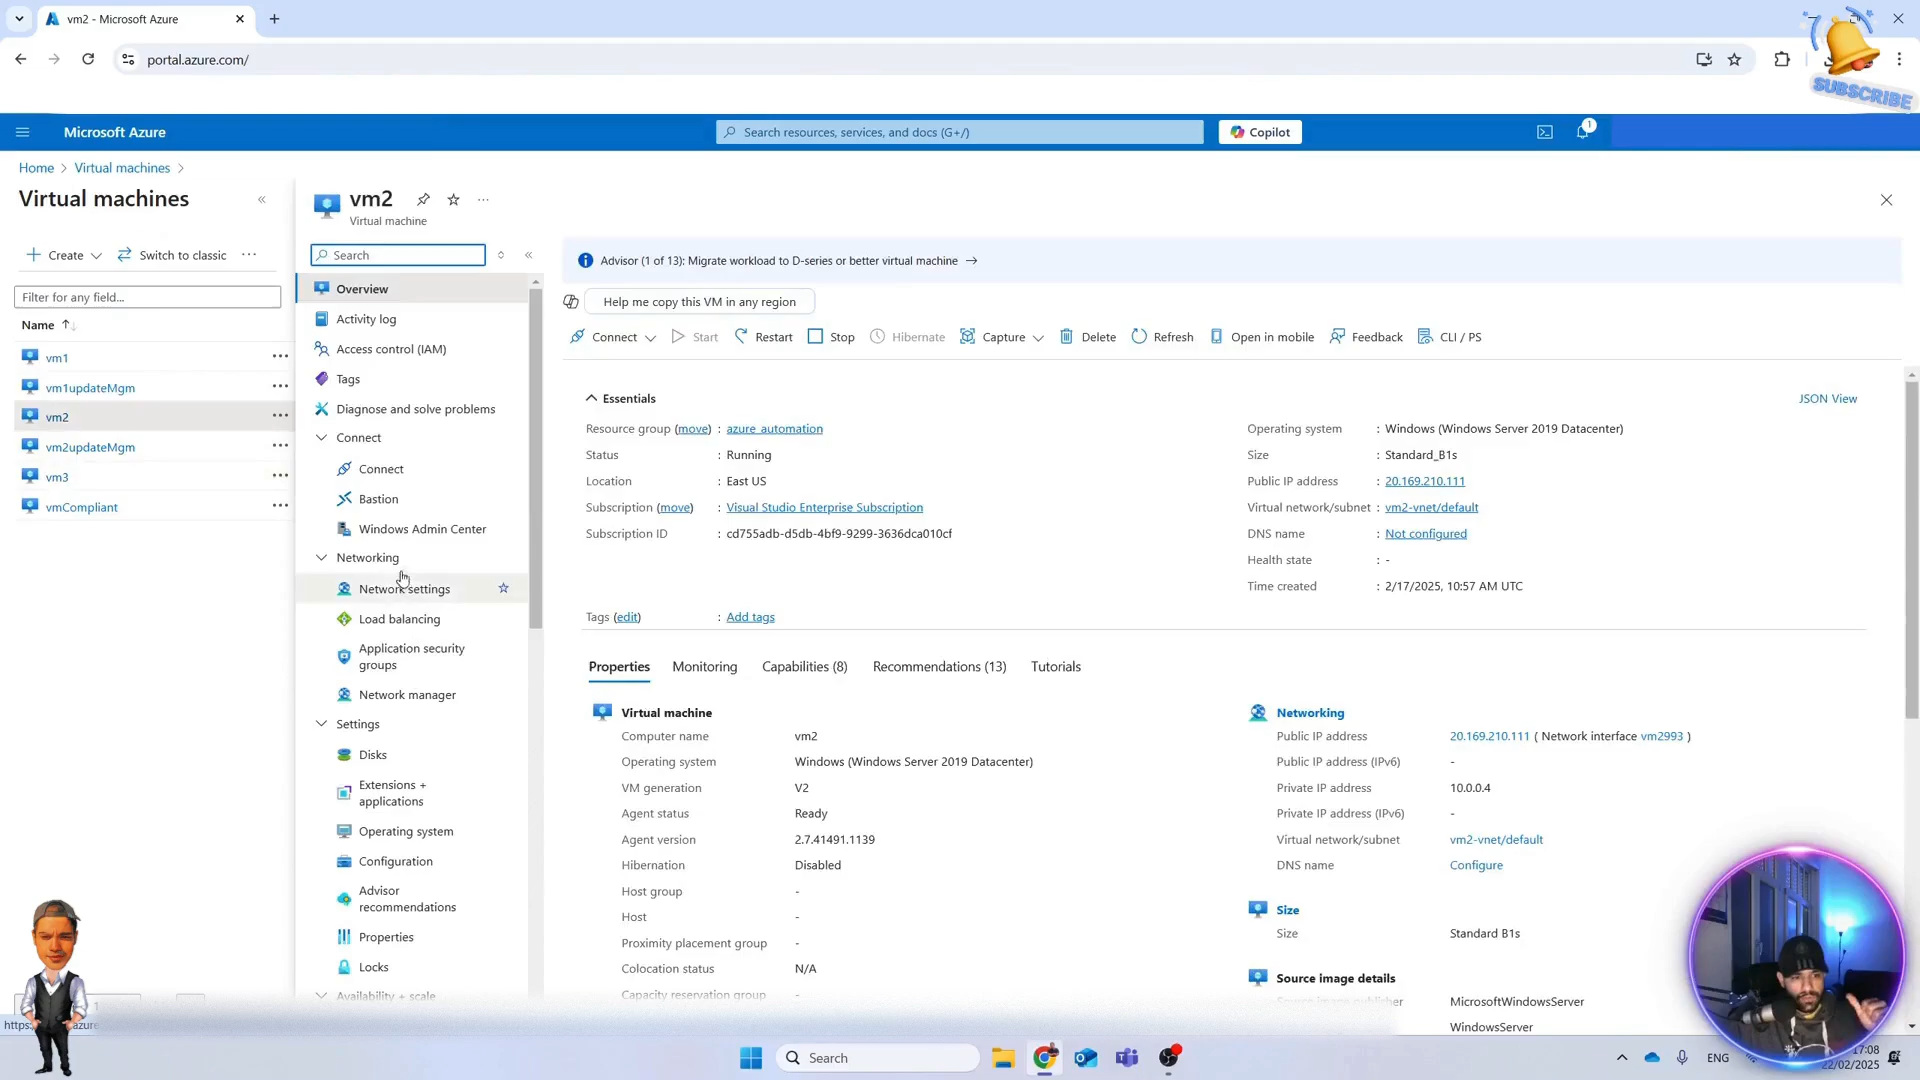 vm2 - Microsoft Azure
portal.azure.com/
SUBSCRIBE
Microsoft Azure
Search resources, services, and docs (G+/)
Copilot
1
Home > Virtual machines >
Virtual machines
vm2
Virtual machine
Create
Switch to classic
Search
Filter for any field...
Name
vm1
vm1updateMgm
vm2
vm2updateMgm
vm3
vmCompliant
Overview
Activity log
Access control (IAM)
Tags
Diagnose and solve problems
Connect
Connect
Bastion
Windows Admin Center
Networking
Network settings
Load balancing
Application security
groups
Network manager
Settings
Disks
Extensions +
applications
Operating system
Configuration
Advisor
recommendations
Properties
Locks
Availability + scale
Advisor (1 of 13): Migrate workload to D-series or better virtual machine →
Help me copy this VM in any region
Connect Start Restart Stop Hibernate Capture Delete Refresh Open in mobile Feedback CLI / PS
Essentials
JSON View
Resource group (move) : azure_automation
Status : Running
Location : East US
Subscription (move) : Visual Studio Enterprise Subscription
Subscription ID : cd755adb-d5db-4bf9-9299-3636dca010cf
Operating system : Windows (Windows Server 2019 Datacenter)
Size : Standard_B1s
Public IP address : 20.169.210.111
Virtual network/subnet : vm2-vnet/default
DNS name : Not configured
Health state : -
Time created : 2/17/2025, 10:57 AM UTC
Tags (edit) : Add tags
Properties Monitoring Capabilities (8) Recommendations (13) Tutorials
Virtual machine
Computer name vm2
Operating system Windows (Windows Server 2019 Datacenter)
VM generation V2
Agent status Ready
Agent version 2.7.41491.1139
Hibernation Disabled
Host group -
Host -
Proximity placement group -
Colocation status N/A
Capacity reservation group -
Networking
Public IP address 20.169.210.111 ( Network interface vm2993 )
Public IP address (IPv6) -
Private IP address 10.0.0.4
Private IP address (IPv6) -
Virtual network/subnet vm2-vnet/default
DNS name Configure
Size
Size Standard B1s
Source image details
Source image publisher MicrosoftWindowsServer
WindowsServer
Search
ENG
17:08
22/02/2025